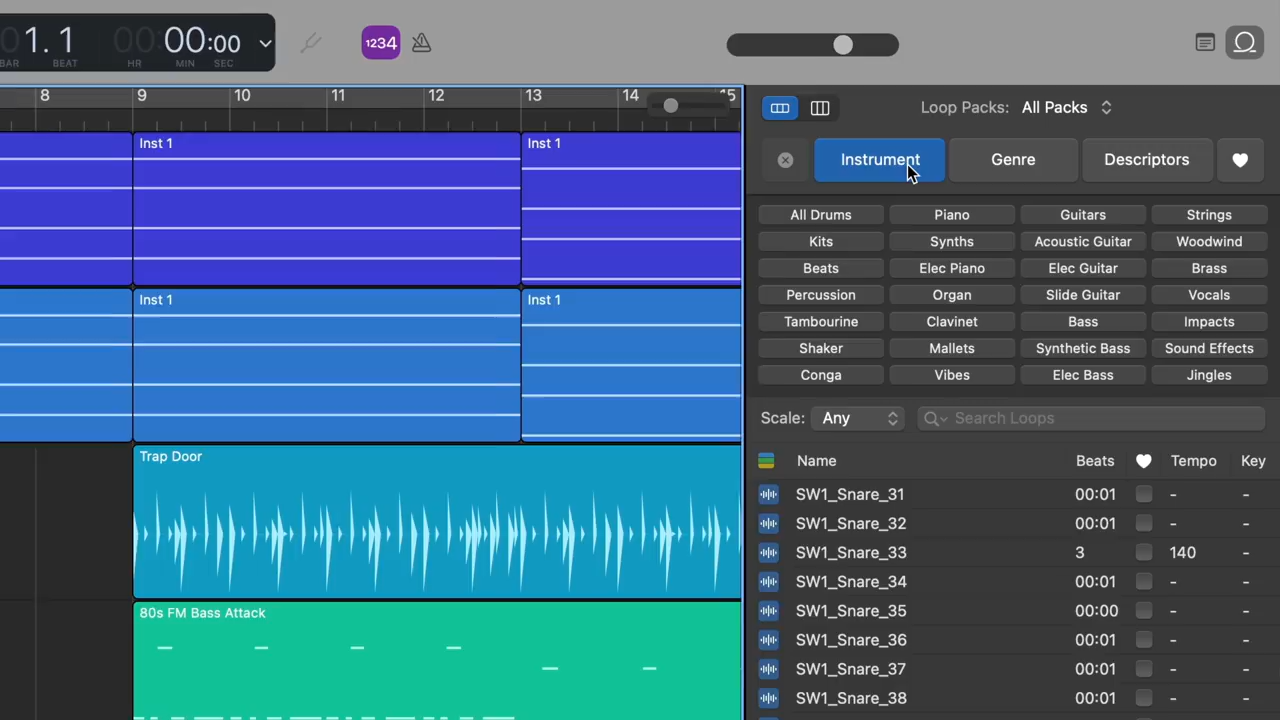 01.1 00:00:00 1234
BAR BEAT HR MIN SEC
8 9 10 11 12 13 14 15
Loop Packs: All Packs
Inst 1 Inst 1
Instrument Genre Descriptors
All Drums Piano Guitars Strings
Kits Synths Acoustic Guitar Woodwind
Beats Elec Piano Elec Guitar Brass
Percussion Organ Slide Guitar Vocals
Inst 1 Inst 1
Tambourine Clavinet Bass Impacts
Shaker Mallets Synthetic Bass Sound Effects
Conga Vibes Elec Bass Jingles
Scale: Any Search Loops
Trap Door
Name Beats Tempo Key
SW1_Snare_31 00:01 - -
SW1_Snare_32 00:01 - -
SW1_Snare_33 3 140 -
SW1_Snare_34 00:01 - -
SW1_Snare_35 00:00 - -
80s FM Bass Attack
SW1_Snare_36 00:01 - -
SW1_Snare_37 00:01 - -
SW1_Snare_38 00:01 - -